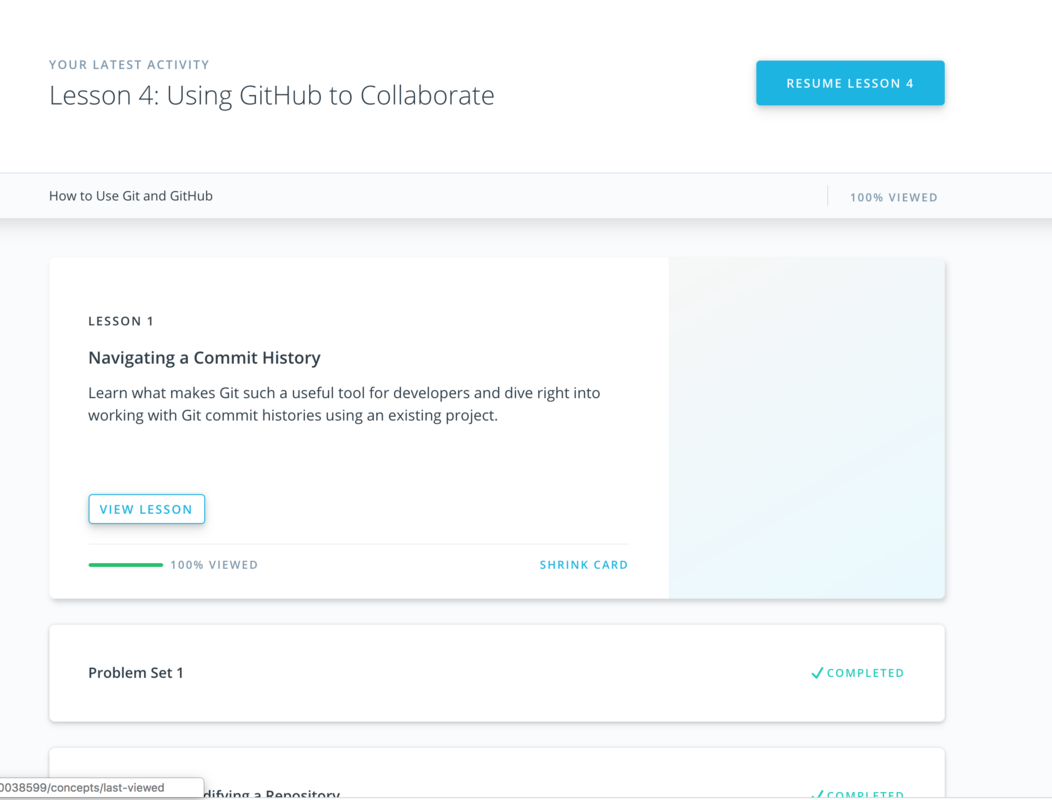 YOUR LATEST ACTIVITY
Lesson 4: Using GitHub to Collaborate
RESUME LESSON 4
How to Use Git and GitHub
100% VIEWED
LESSON 1
Navigating a Commit History
Learn what makes Git such a useful tool for developers and dive right into
working with Git commit histories using an existing project.
VIEW LESSON
100% VIEWED
SHRINK CARD
Problem Set 1
COMPLETED
difying a Repository
COMPLETED
0038599/concepts/last-viewed